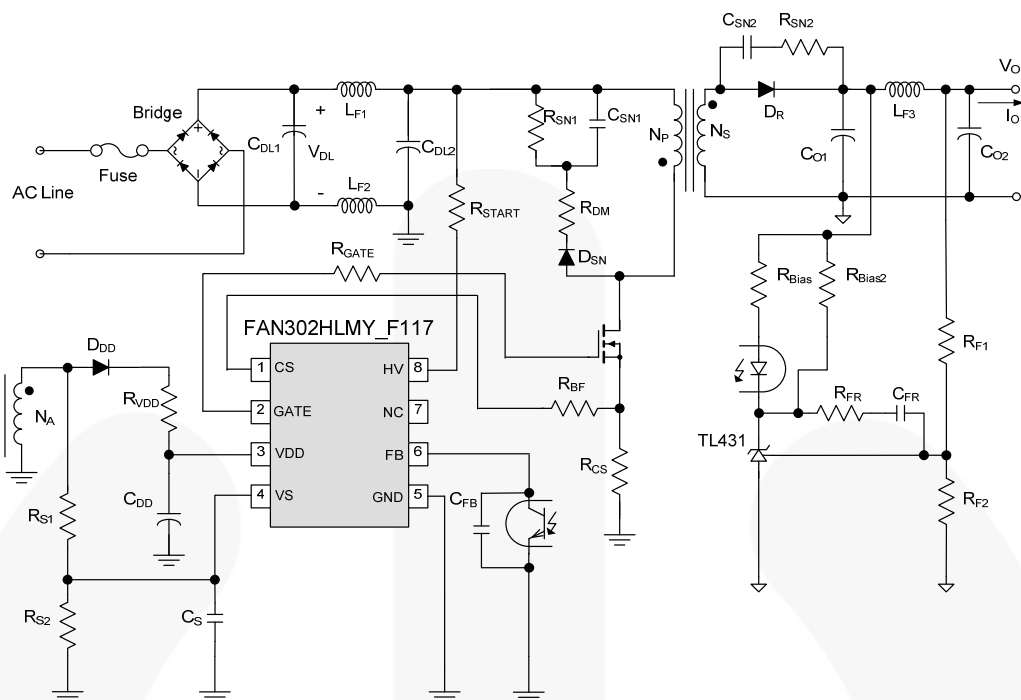 CSN2
RSN2
VO
Bridge
LF1
+
CDL1
VDL
CDL2
RSN1
CSN1
NP
NS
DR
LF3
IO
CO1
CO2
Fuse
AC Line
-
LF2
RSTART
RDM
DSN
RGATE
RBias
RBias2
FAN302HLMY_F117
DDD
1 CS
HV 8
RF1
NA
RVDD
2 GATE
NC 7
RBF
RFR
CFR
3 VDD
FB 6
TL431
RCS
4 VS
GND 5
CDD
CFB
RF2
RS1
RS2
CS